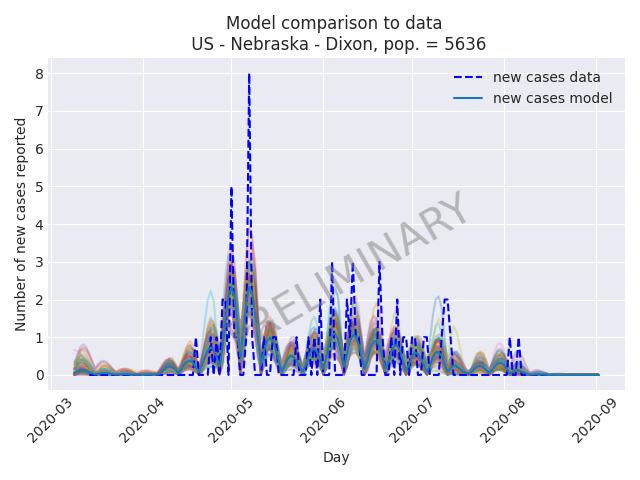 Model comparison to data
US - Nebraska - Dixon, pop. = 5636
Number of new cases reported
8
7
6
5
4
3
2
1
0
new cases data
new cases model
PRELIMINARY
2020-03
2020-04
2020-05
2020-06
2020-07
2020-08
2020-09
Day